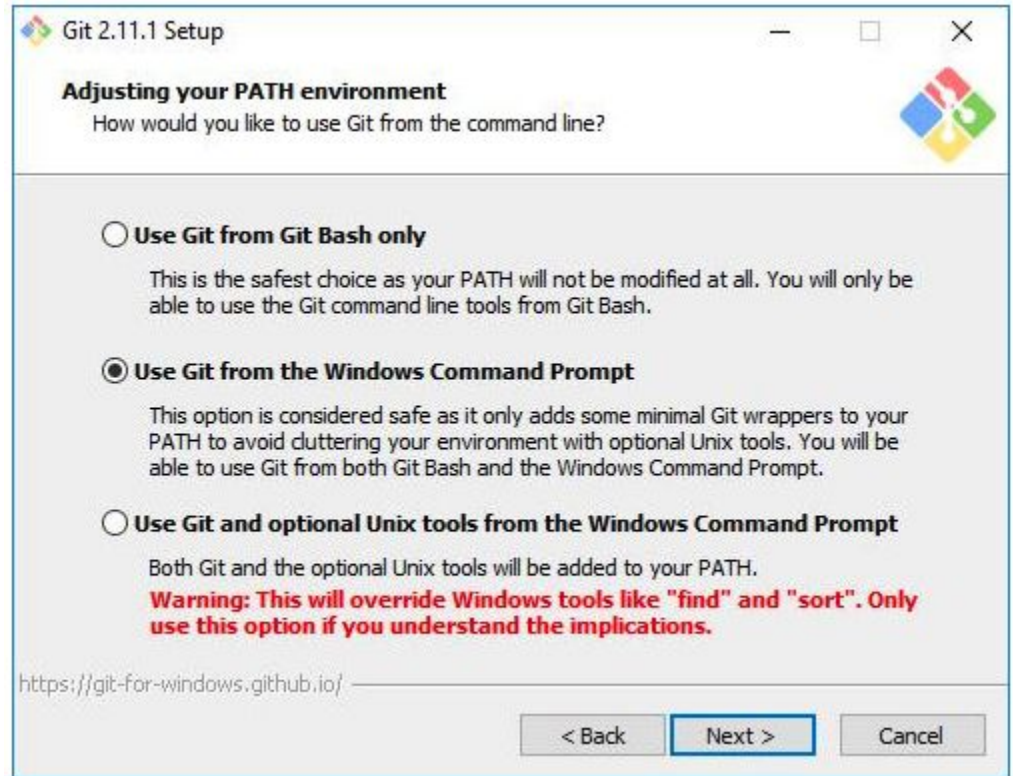 Git 2.11.1 Setup
Adjusting your PATH environment
How would you like to use Git from the command line?
Use Git from Git Bash only
This is the safest choice as your PATH will not be modified at all. You will only be
able to use the Git command line tools from Git Bash.
Use Git from the Windows Command Prompt
This option is considered safe as it only adds some minimal Git wrappers to your
PATH to avoid cluttering your environment with optional Unix tools. You will be
able to use Git from both Git Bash and the Windows Command Prompt.
Use Git and optional Unix tools from the Windows Command Prompt
Both Git and the optional Unix tools will be added to your PATH.
Warning: This will override Windows tools like "find" and "sort". Only
use this option if you understand the implications.
https://git-for-windows.github.io/
< Back Next > Cancel